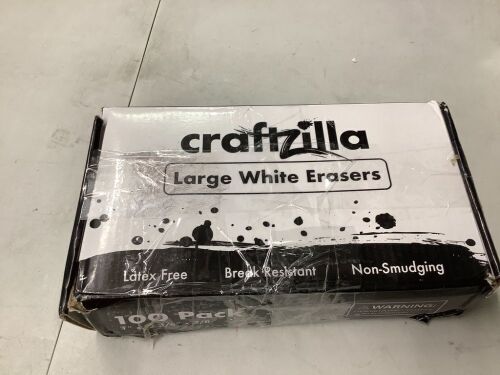 craftzilla
Large White Erasers
Latex Free Break Resistant Non-Smudging
100 Pack
WARNING: